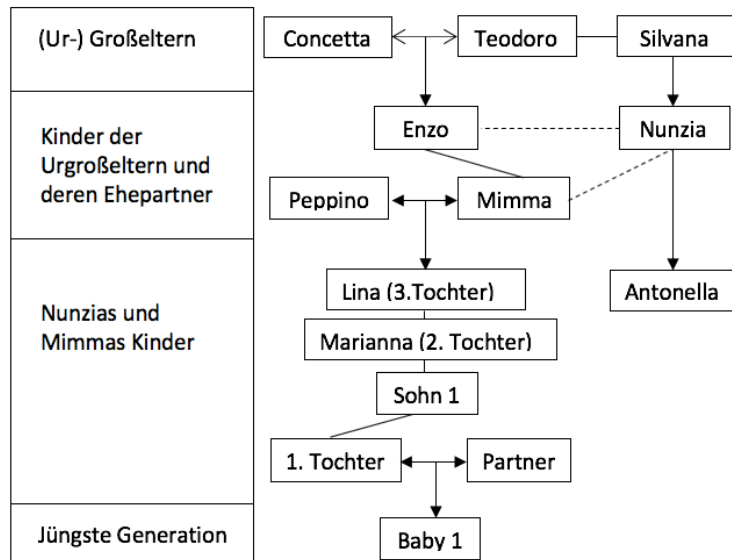 (Ur-) Großeltern
Concetta
Teodoro
Silvana
Kinder der
Urgroßeltern und
deren Ehepartner
Enzo
Nunzia
Peppino
Mimma
Nunzias und
Mimmas Kinder
Lina (3.Tochter)
Antonella
Marianna (2. Tochter)
Sohn 1
1. Tochter
Partner
Jüngste Generation
Baby 1